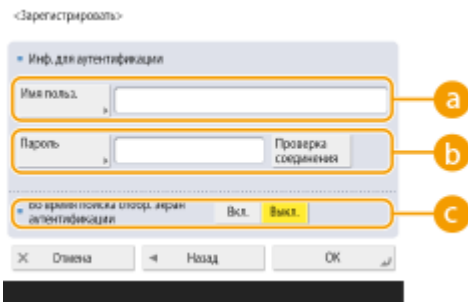 <Зарегистрировать>
Инф. для аутентификации
Имя польз.
a
Пароль
Проверка
соединения
b
Во время поиска отобр. экран
аутентификации
Вкл. Выкл.
c
Отмена Назад OK